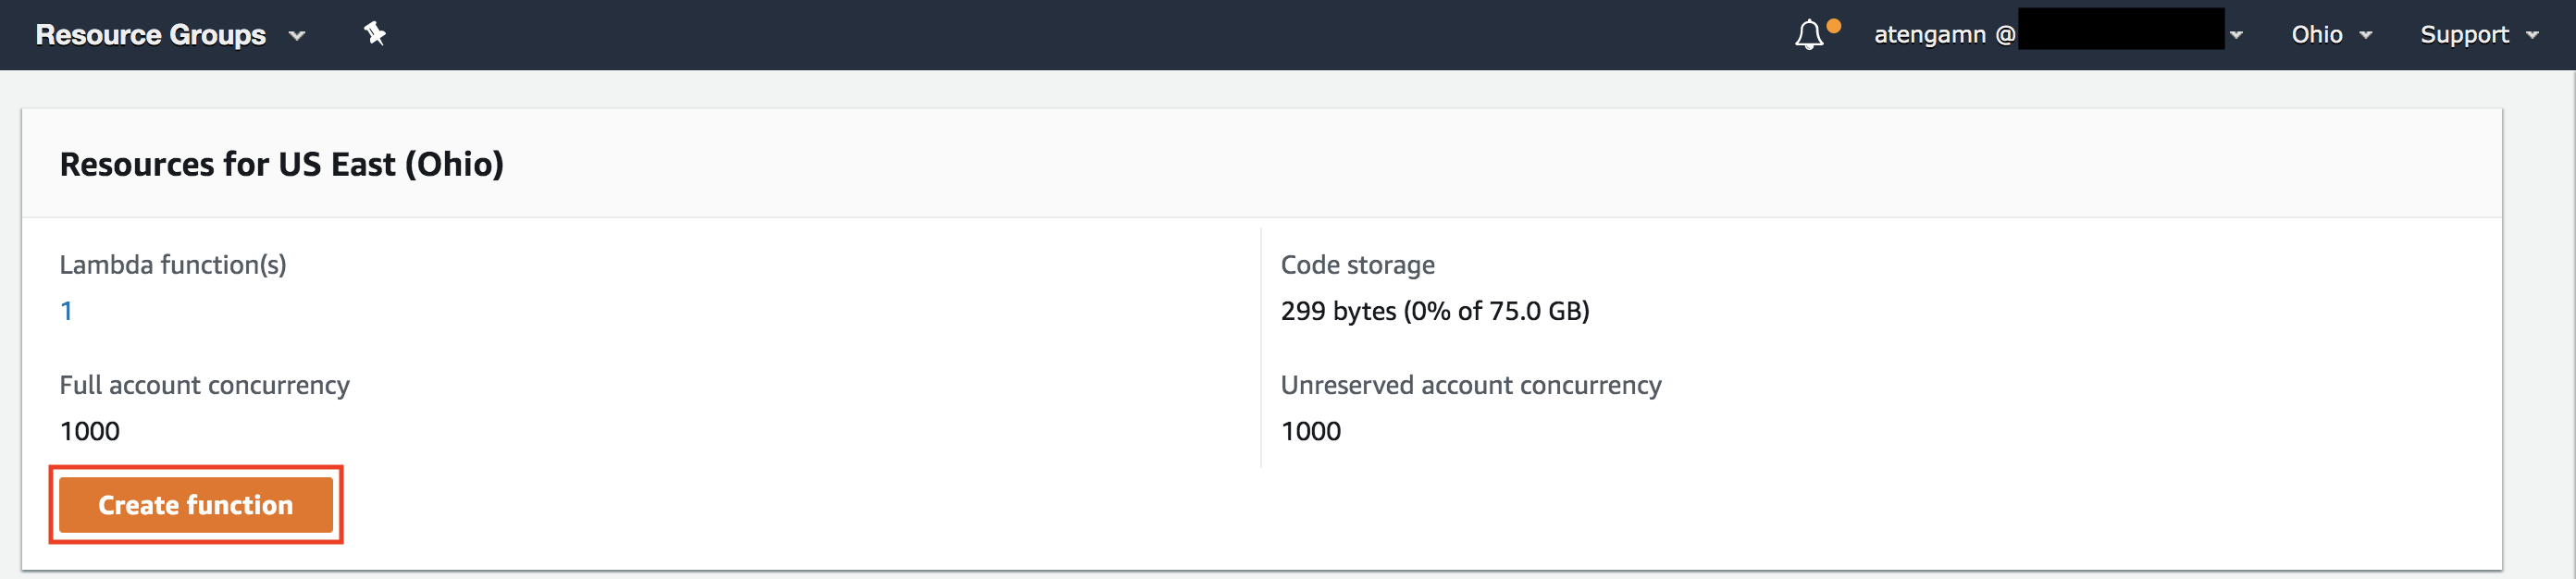 Resource Groups
atengamn @
Ohio
Support
Resources for US East (Ohio)
Lambda function(s)
1
Code storage
299 bytes (0% of 75.0 GB)
Full account concurrency
1000
Unreserved account concurrency
1000
Create function